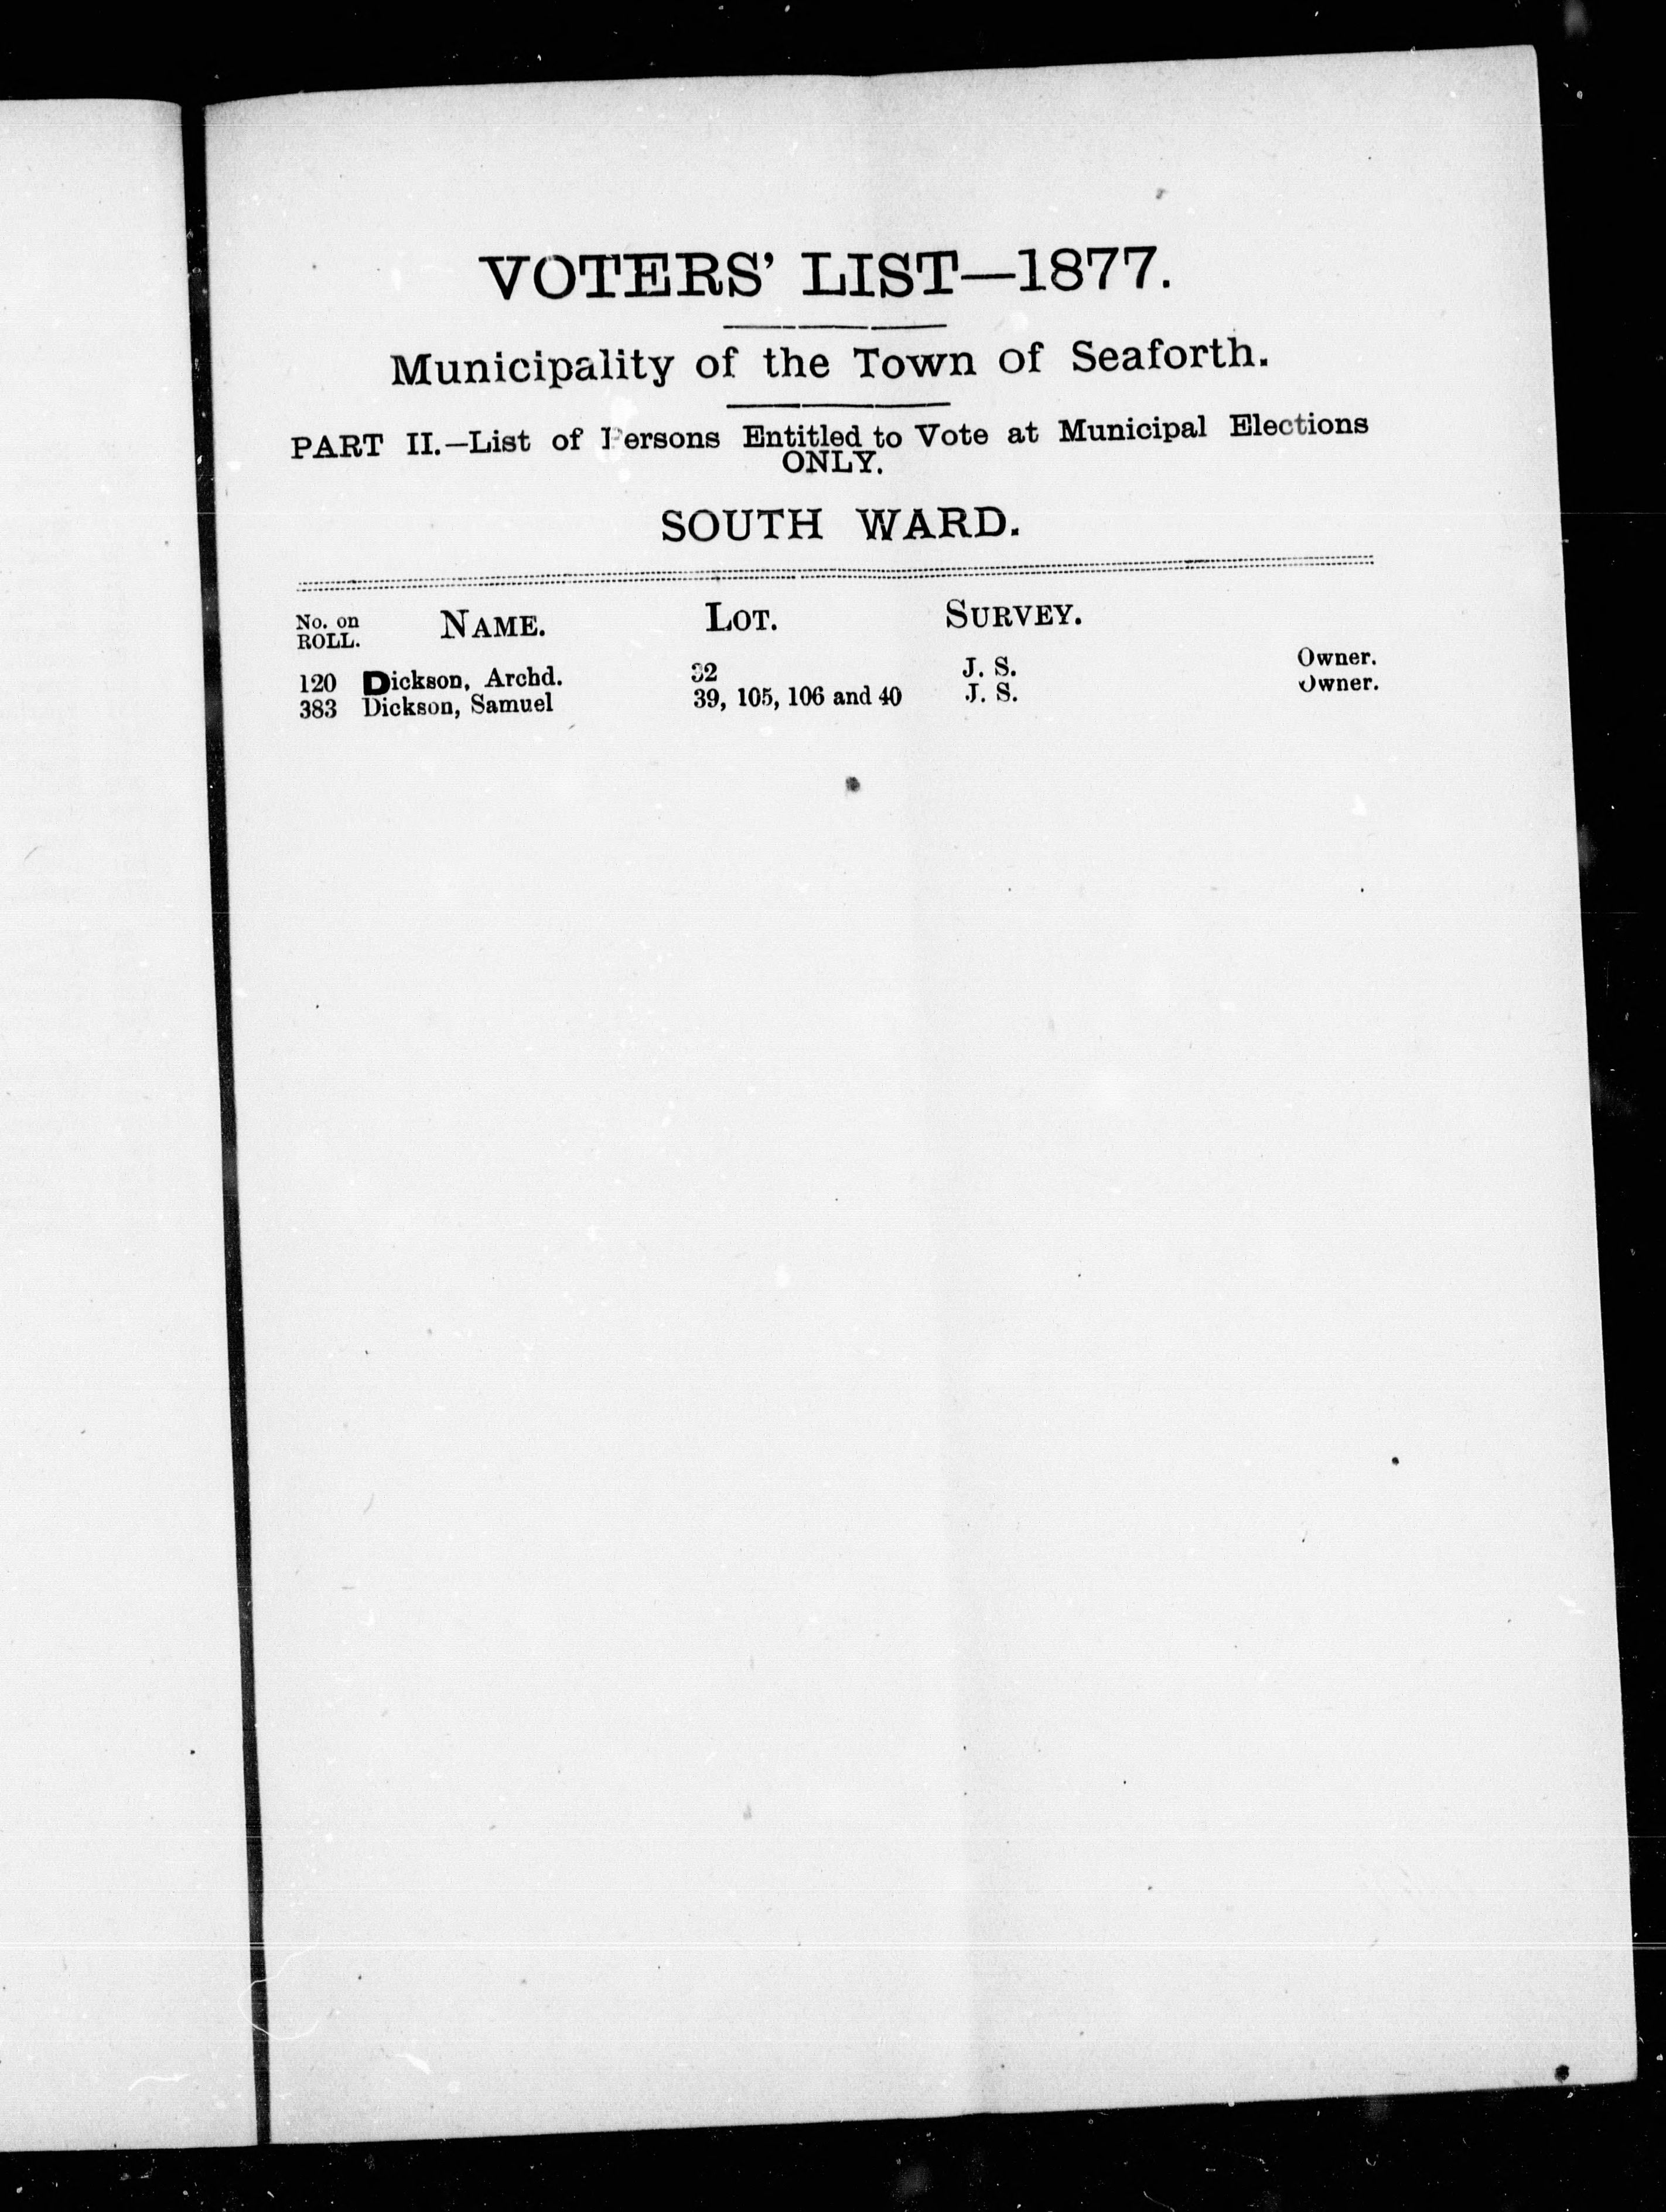 VOTERS' LIST—1877.
Municipality of the Town of Seaforth.
PART II.—List of Persons Entitled to Vote at Municipal Elections
ONLY.
SOUTH WARD.
No. on ROLL. NAME. LOT. SURVEY.
120 Dickson, Archd. 32 J. S. Owner.
383 Dickson, Samuel 39, 105, 106 and 40 J. S. Owner.